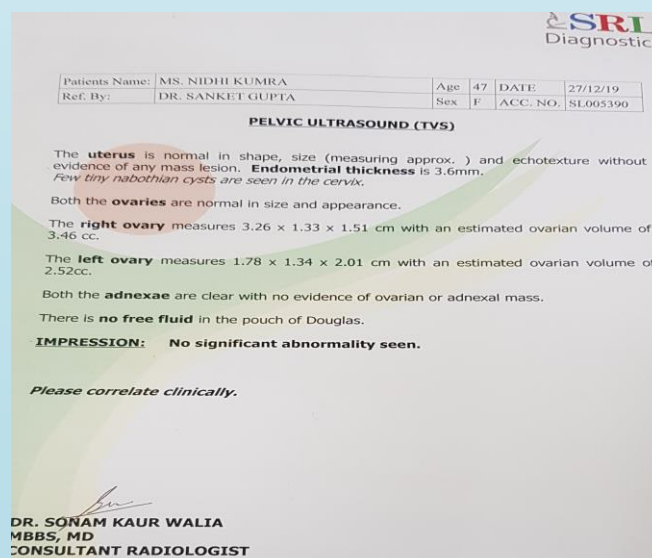 SRL
Diagnostic
Patients Name: MS. NIDHI KUMRA Age 47 DATE 27/12/19
Ref. By: DR. SANKET GUPTA Sex F ACC. NO. SL005390
PELVIC ULTRASOUND (TVS)
The uterus is normal in shape, size (measuring approx. ) and echotexture without
evidence of any mass lesion. Endometrial thickness is 3.6mm.
Few tiny nabothian cysts are seen in the cervix.
Both the ovaries are normal in size and appearance.
The right ovary measures 3.26 x 1.33 x 1.51 cm with an estimated ovarian volume of
3.46 cc.
The left ovary measures 1.78 x 1.34 x 2.01 cm with an estimated ovarian volume of
2.52cc.
Both the adnexae are clear with no evidence of ovarian or adnexal mass.
There is no free fluid in the pouch of Douglas.
IMPRESSION: No significant abnormality seen.
Please correlate clinically.
DR. SONAM KAUR WALIA
MBBS, MD
CONSULTANT RADIOLOGIST